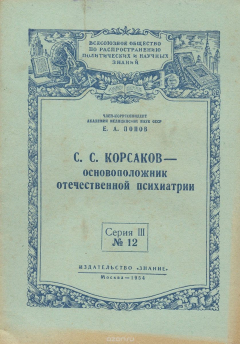 ВСЕСОЮЗНОЕ ОБЩЕСТВО
ПО РАСПРОСТРАНЕНИЮ
ПОЛИТИЧЕСКИХ И НАУЧНЫХ
ЗНАНИЙ
ЧЛЕН-КОРРЕСПОНДЕНТ
АКАДЕМИИ МЕДИЦИНСКИХ НАУК СССР
Е. А. ПОПОВ
С. С. КОРСАКОВ—
ОСНОВОПОЛОЖНИК
ОТЕЧЕСТВЕННОЙ ПСИХИАТРИИ
Серия III
№ 12
ИЗДАТЕЛЬСТВО «ЗНАНИЕ»
Москва — 1954